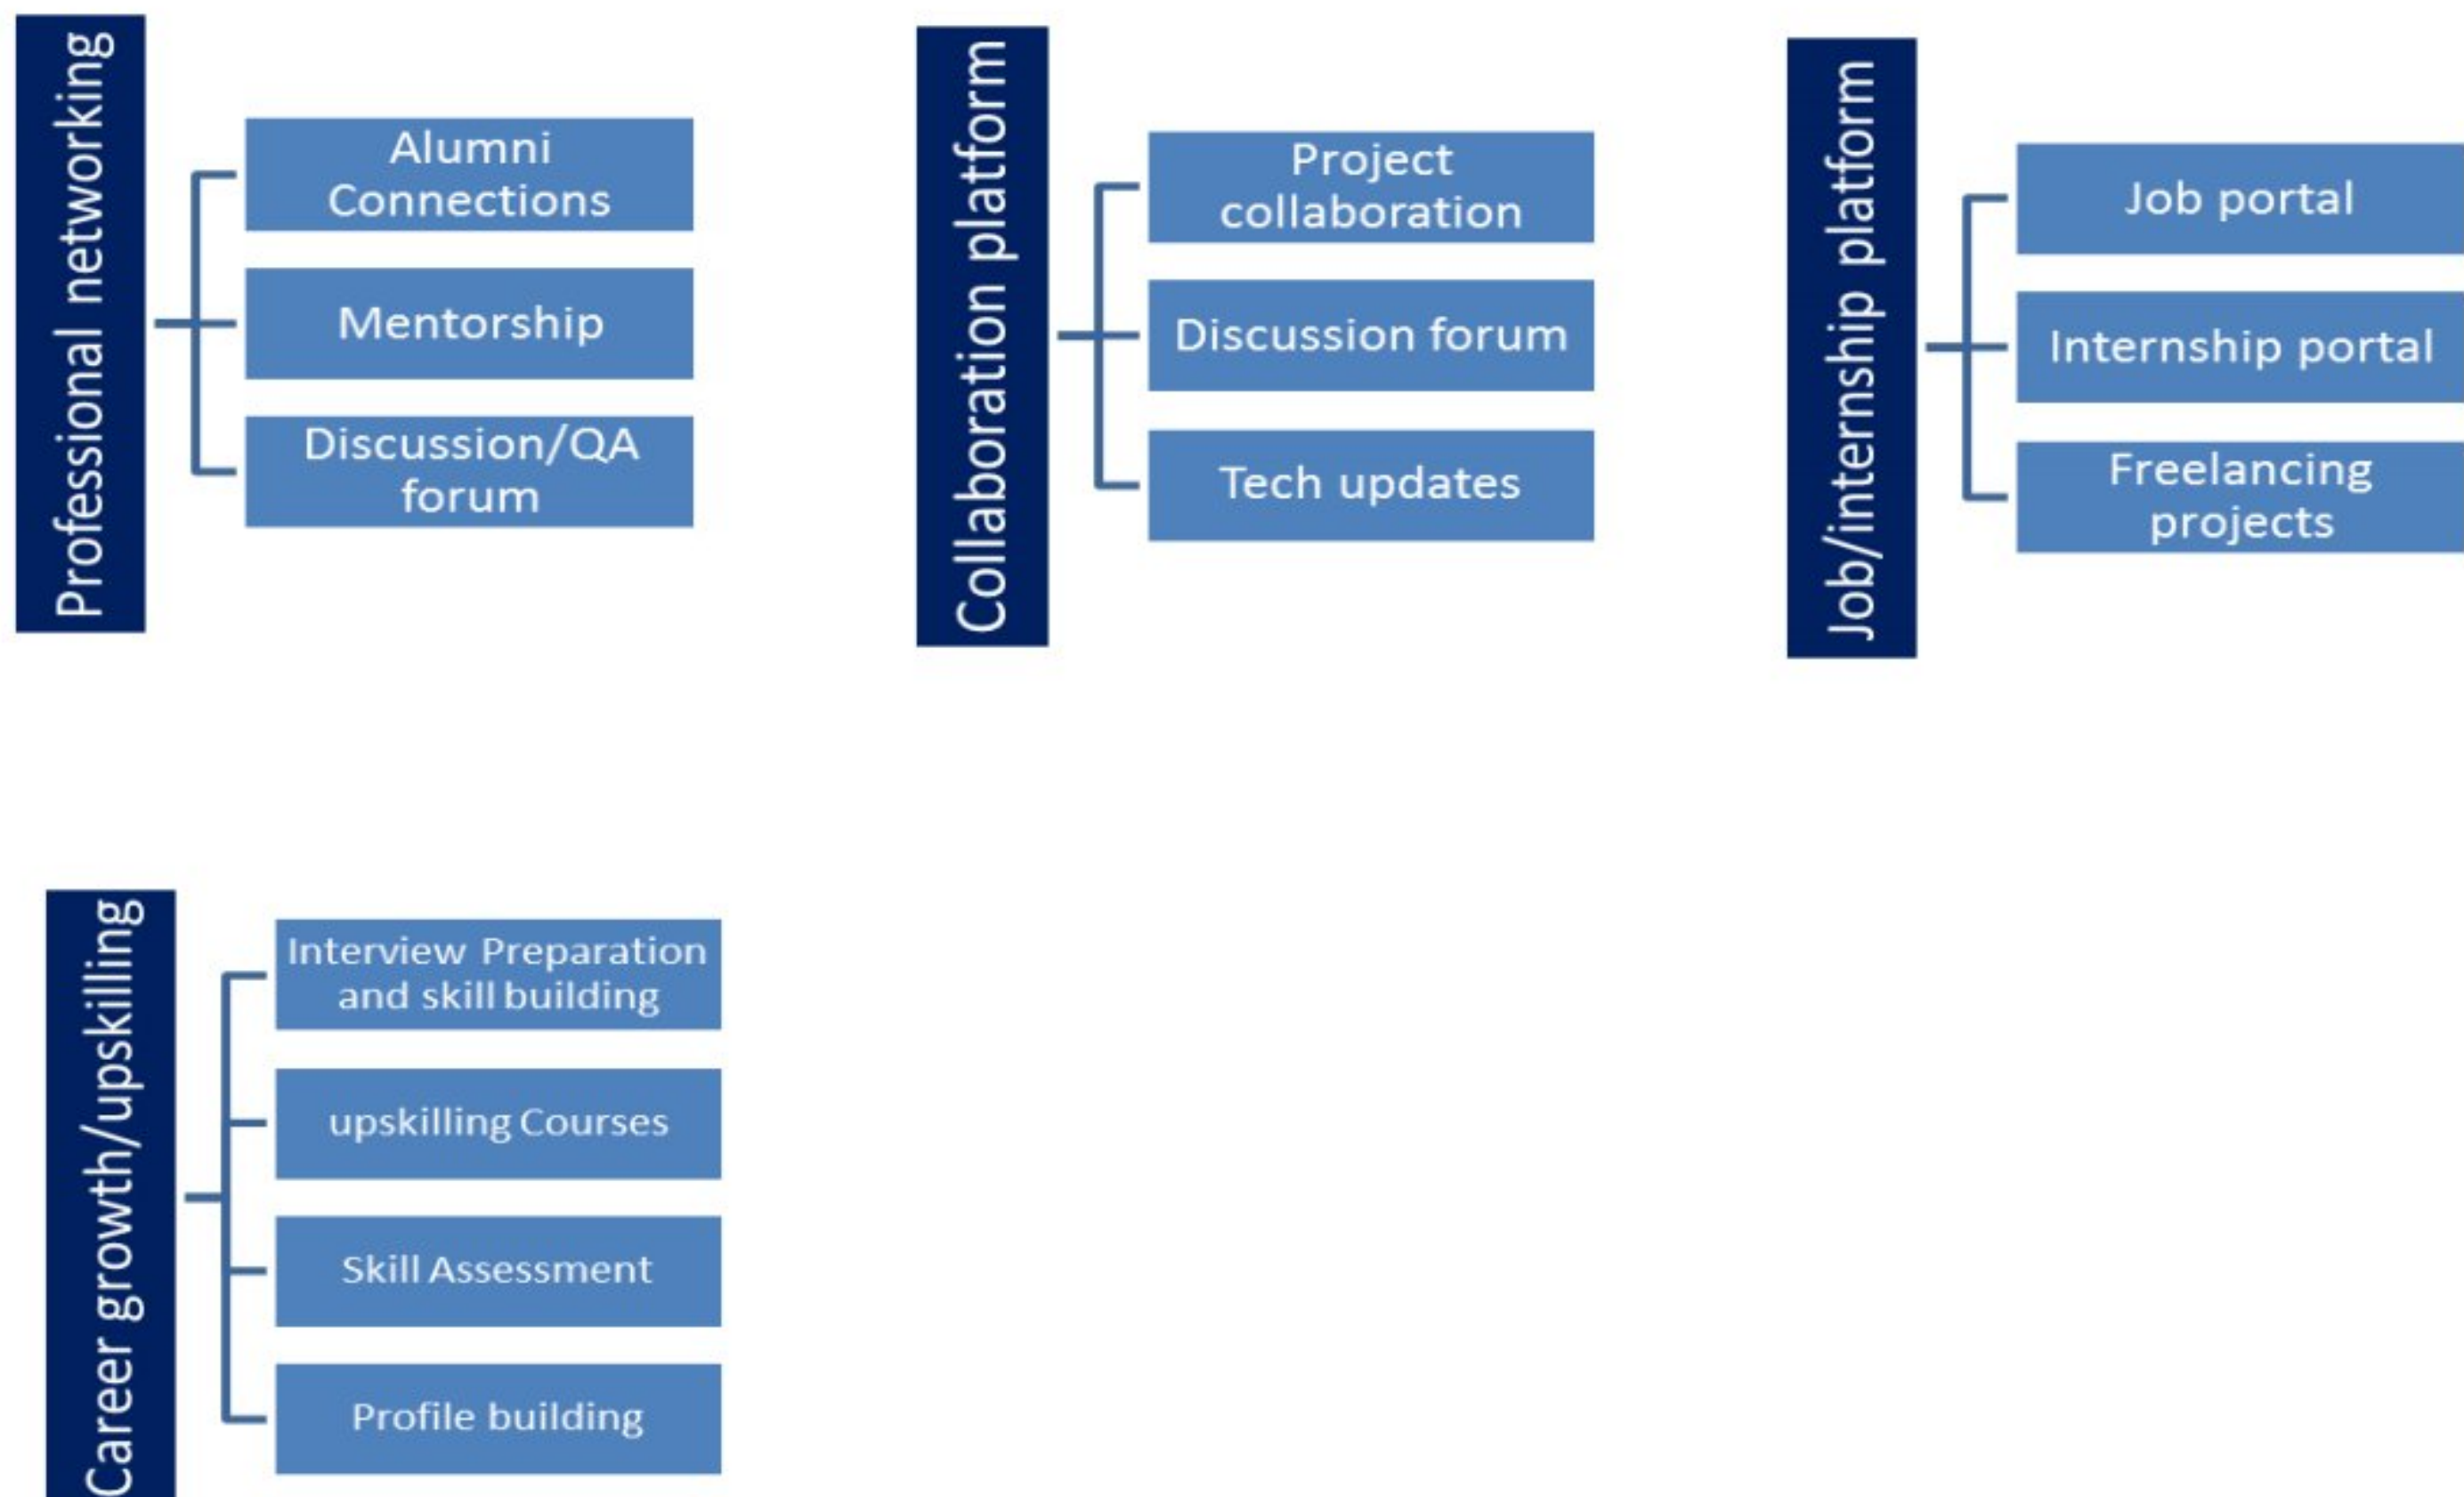 Professional networking
Alumni
Connections
Mentorship
Discussion/QA
forum
Collaboration platform
Project
collaboration
Discussion forum
Tech updates
Job/internship platform
Job portal
Internship portal
Freelancing
projects
Career growth/upskilling
Interview Preparation
and skill building
upskilling Courses
Skill Assessment
Profile building